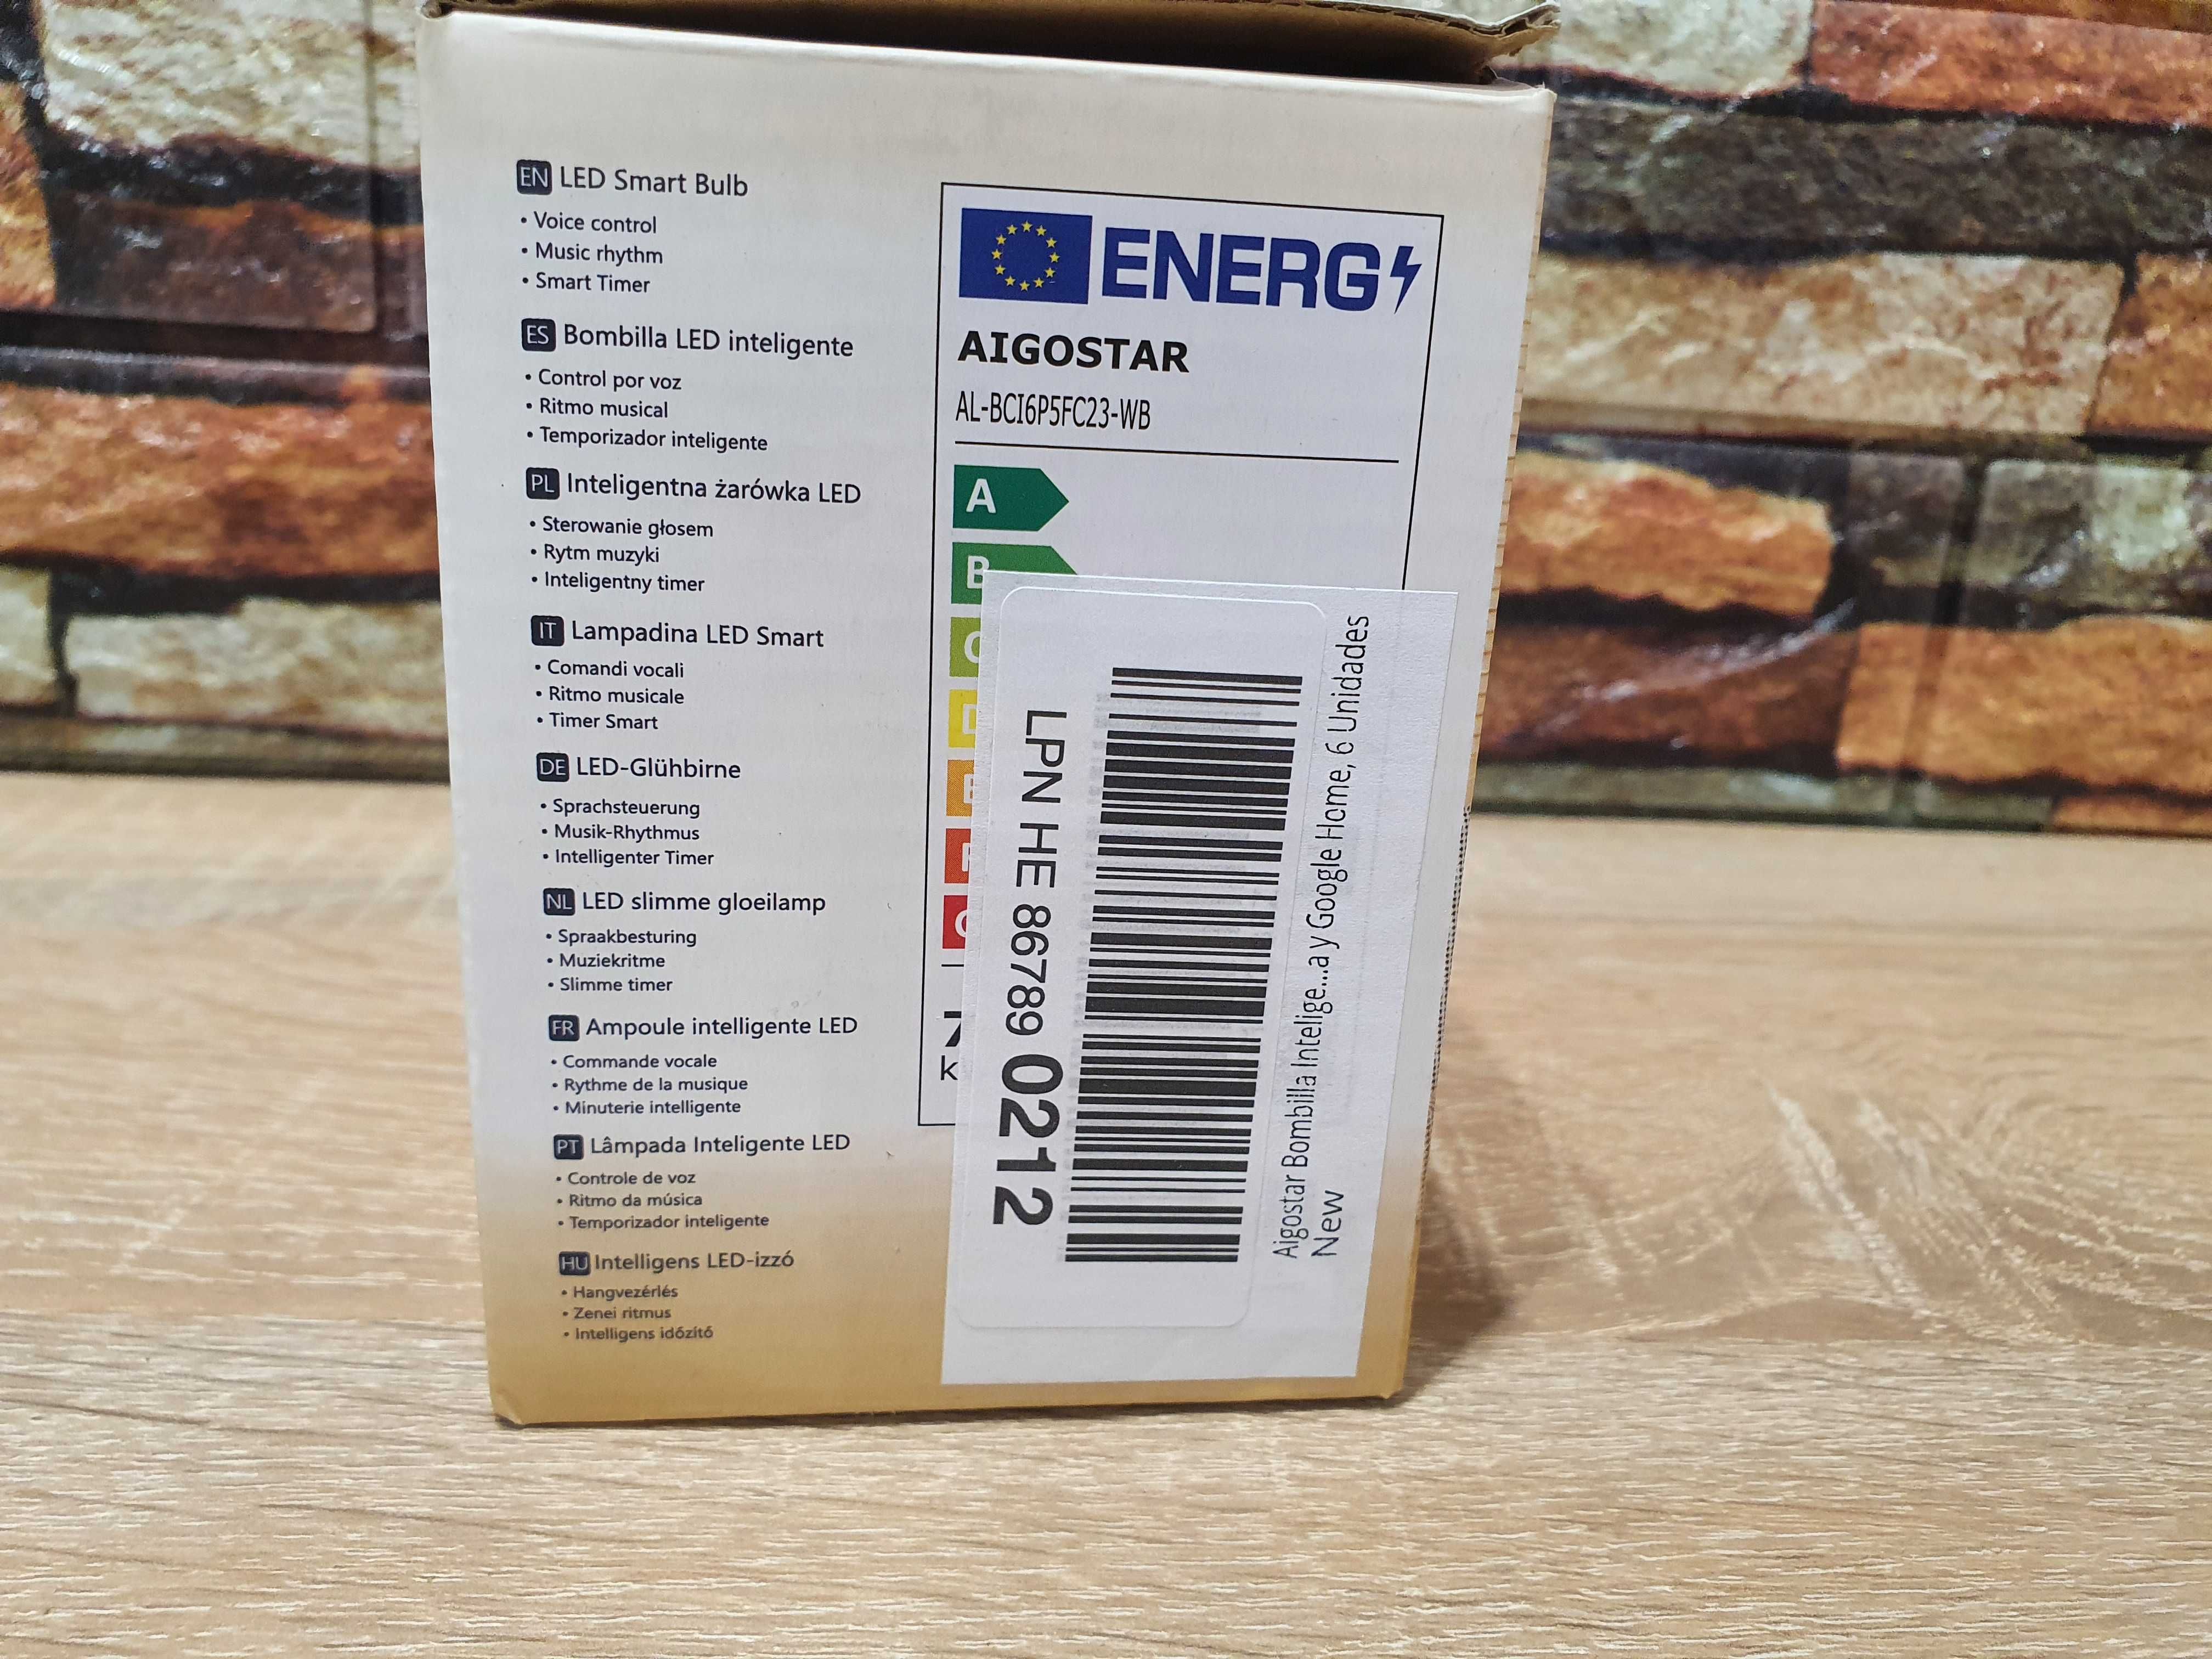 EN LED Smart Bulb
• Voice control
• Music rhythm
• Smart Timer
ES Bombilla LED inteligente
• Control por voz
• Ritmo musical
• Temporizador inteligente
PL Inteligentna żarówka LED
• Sterowanie głosem
• Rytm muzyki
• Inteligentny timer
IT Lampadina LED Smart
• Comandi vocali
• Ritmo musicale
• Timer Smart
DE LED-Glühbirne
• Sprachsteuerung
• Musik-Rhythmus
• Intelligenter Timer
NL LED slimme gloeilamp
• Spraakbesturing
• Muziekritme
• Slimme timer
FR Ampoule intelligente LED
• Commande vocale
• Rythme de la musique
• Minuterie intelligente
PT Lâmpada Inteligente LED
• Controle de voz
• Ritmo da música
• Temporizador inteligente
HU Intelligens LED-izzó
• Hangvezérlés
• Zenei ritmus
• Intelligens időzítő
ENERG
AIGOSTAR
AL-BCI6P5FC23-WB
A
B
LPN HE 86789 0212
Aigostar Bombilla Intelige...a y Google Home, 6 Unidades
New